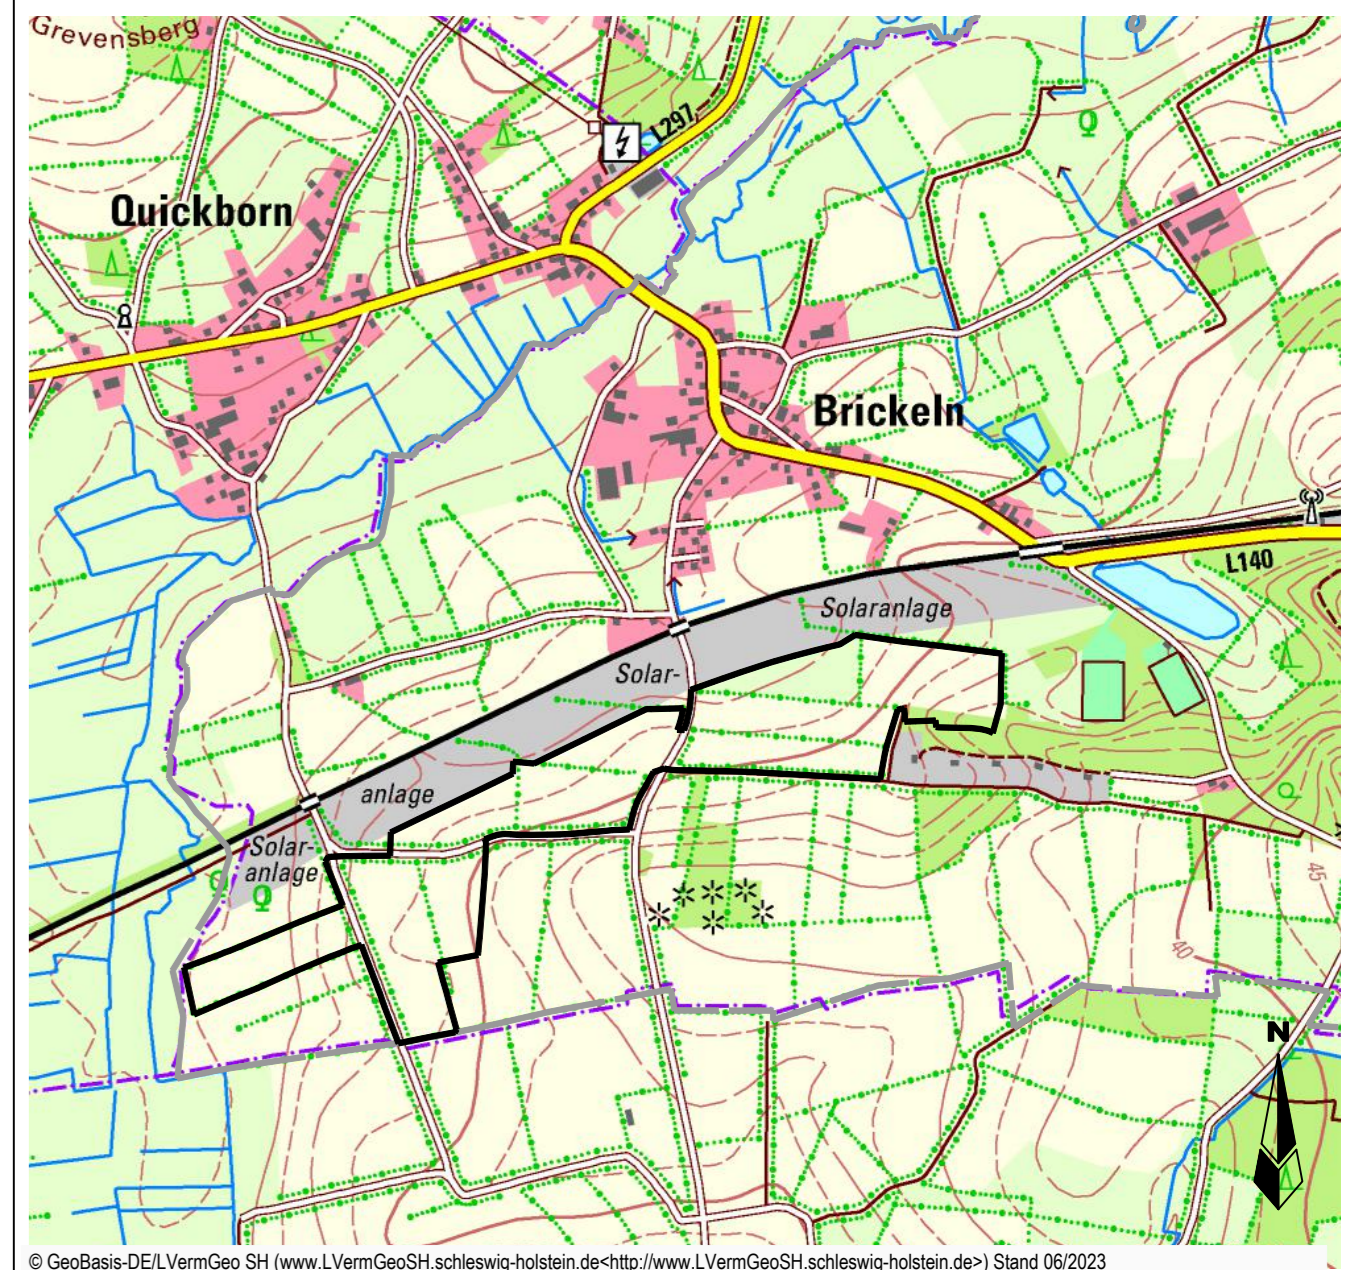 Grevensberg
L297
Quickborn
Brickeln
L140
Solaranlage
Solar-
anlage
Solar-
anlage
45
40
N
© GeoBasis-DE/LVermGeo SH (www.LVermGeoSH.schleswig-holstein.de<http://www.LVermGeoSH.schleswig-holstein.de>) Stand 06/2023